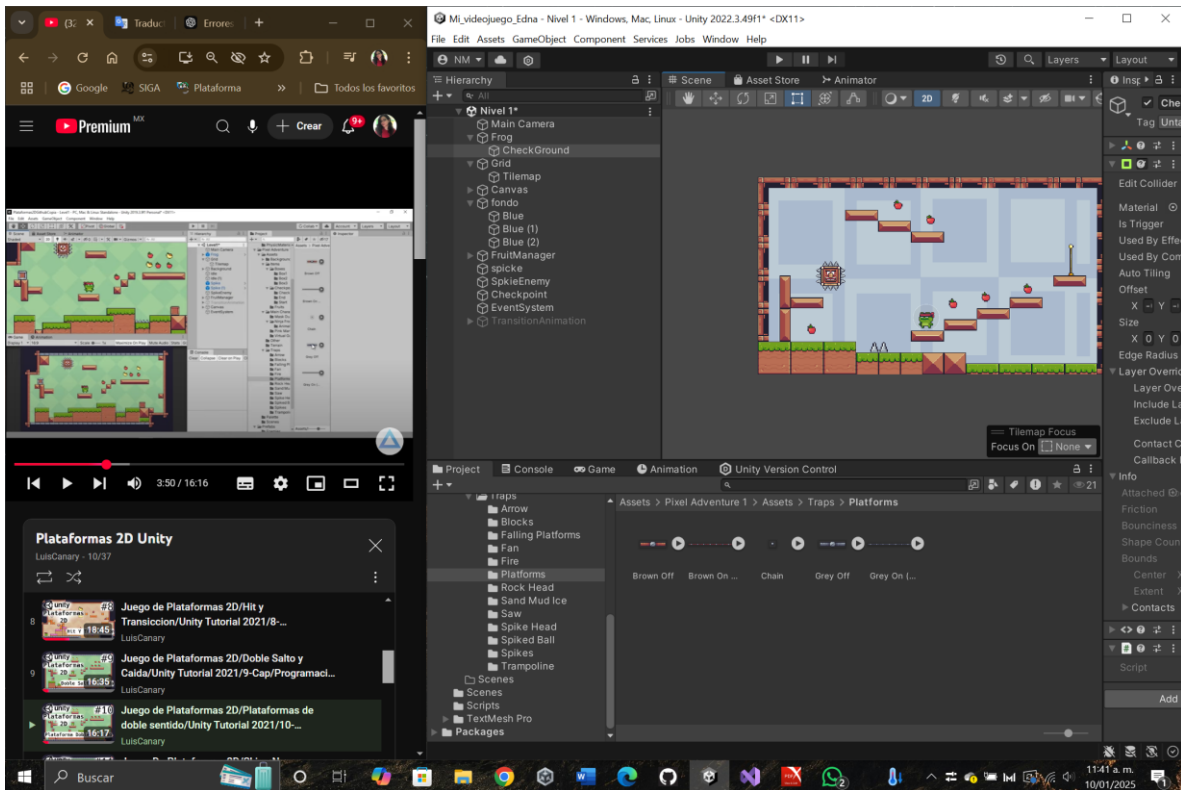 (32
Traduct
Errores
Google
SIGA
Plataforma
»
Todos los favoritos
Premium MX
Crear
9+
3:50 / 16:16
Plataformas 2D Unity
LuisCanary - 10/37
8
#8
18:45
Juego de Plataformas 2D/Hit y
Transiccion/Unity Tutorial 2021/8-...
LuisCanary
9
#9
16:35
Juego de Plataformas 2D/Doble Salto y
Caida/Unity Tutorial 2021/9-Cap/Programaci...
LuisCanary
#10
16:17
Juego de Plataformas 2D/Plataformas de
doble sentido/Unity Tutorial 2021/10-...
LuisCanary
Mi_videojuego_Edna - Nivel 1 - Windows, Mac, Linux - Unity 2022.3.49f1* <DX11>
File Edit Assets GameObject Component Services Jobs Window Help
NM
Layers
Layout
Hierarchy
All
Nivel 1*
Main Camera
Frog
CheckGround
Grid
Tilemap
Canvas
fondo
Blue
Blue (1)
Blue (2)
FruitManager
spicke
SpkieEnemy
Checkpoint
EventSystem
TransitionAnimation
Scene
Asset Store
Animator
2D
Tilemap Focus
Focus On
None
Insp
Che
Tag Unta
Edit Collider
Material
Is Trigger
Used By Effe
Used By Com
Auto Tiling
Offset
X
Y
Size
X 0 Y 0
Edge Radius
Layer Overric
Layer Ove
Include La
Exclude L
Contact C
Callback
Info
Attached
Friction
Bounciness
Shape Coun
Bounds
Center
Extent
Contacts
Script
Add
Project
Console
Game
Animation
Unity Version Control
21
Traps
Arrow
Blocks
Falling Platforms
Fan
Fire
Platforms
Rock Head
Sand Mud Ice
Saw
Spike Head
Spiked Ball
Spikes
Trampoline
Scenes
Scenes
Scripts
TextMesh Pro
Packages
Assets > Pixel Adventure 1 > Assets > Traps > Platforms
Brown Off
Brown On ...
Chain
Grey Off
Grey On (...
Buscar
2
11:41 a. m.
10/01/2025